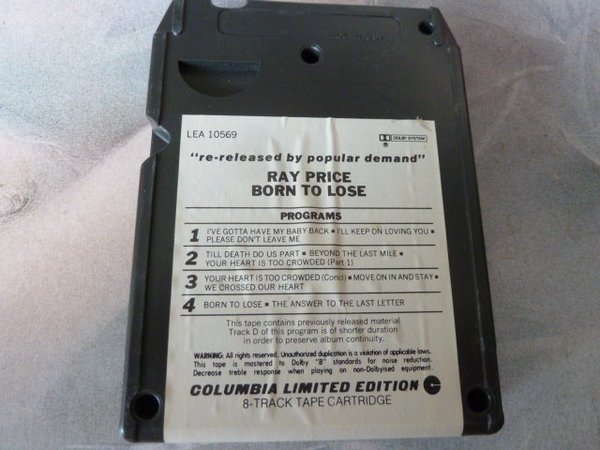 LEA 10569
DOLBY SYSTEM
"re-released by popular demand"
RAY PRICE
BORN TO LOSE
PROGRAMS
1 I'VE GOTTA HAVE MY BABY BACK ▪ I'LL KEEP ON LOVING YOU ▪
PLEASE DON'T LEAVE ME
2 TILL DEATH DO US PART ▪ BEYOND THE LAST MILE ▪
YOUR HEART IS TOO CROWDED (Part 1)
3 YOUR HEART IS TOO CROWDED (Concl) ▪ MOVE ON IN AND STAY ▪
WE CROSSED OUR HEART
4 BORN TO LOSE ▪ THE ANSWER TO THE LAST LETTER
This tape contains previously released material
Track D of this program is of shorter duration
in order to preserve album continuity.
WARNING: All rights reserved. Unauthorized duplication is a violation of applicable laws.
This tape is mastered to Dolby "B" standards for noise reduction.
Decrease treble response when playing on non-Dolbyised equipment.
COLUMBIA LIMITED EDITION
8-TRACK TAPE CARTRIDGE